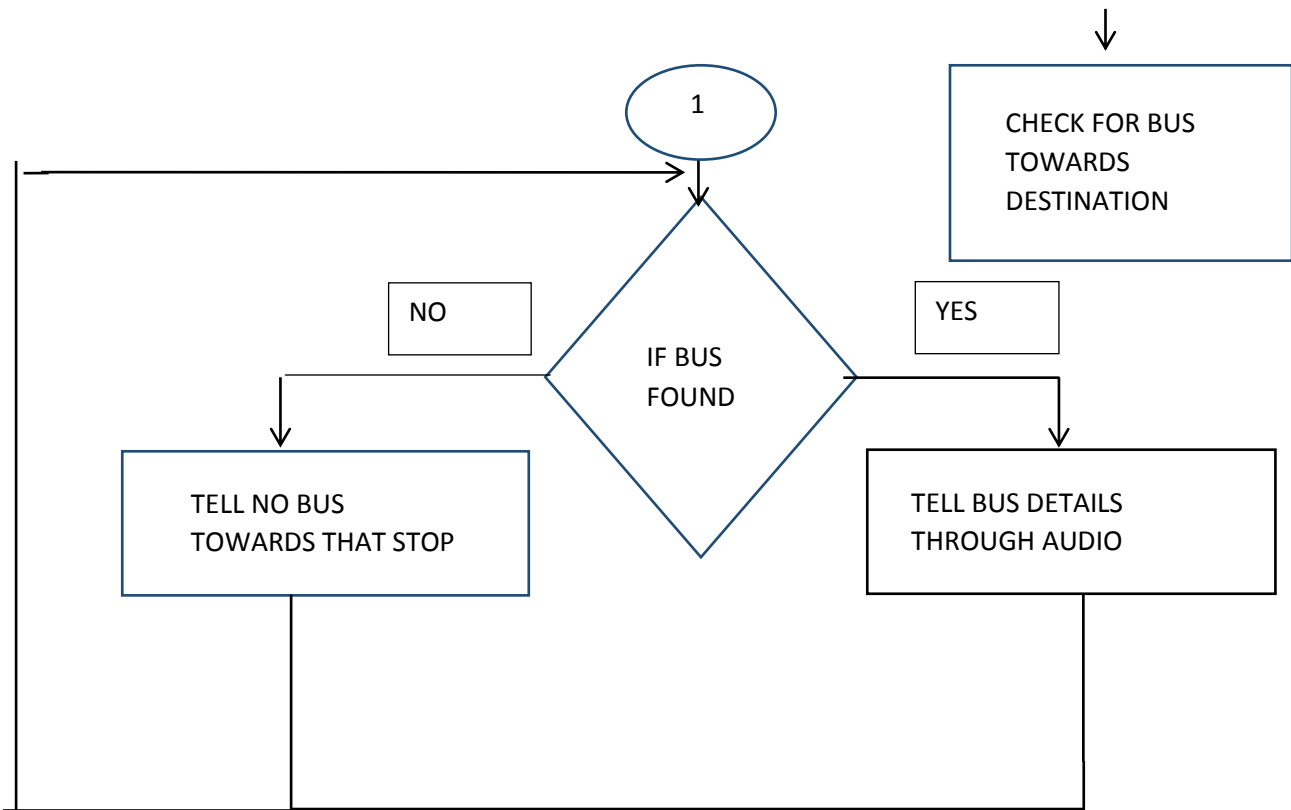 1
CHECK FOR BUS
TOWARDS
DESTINATION
NO
YES
IF BUS
FOUND
TELL NO BUS
TOWARDS THAT STOP
TELL BUS DETAILS
THROUGH AUDIO